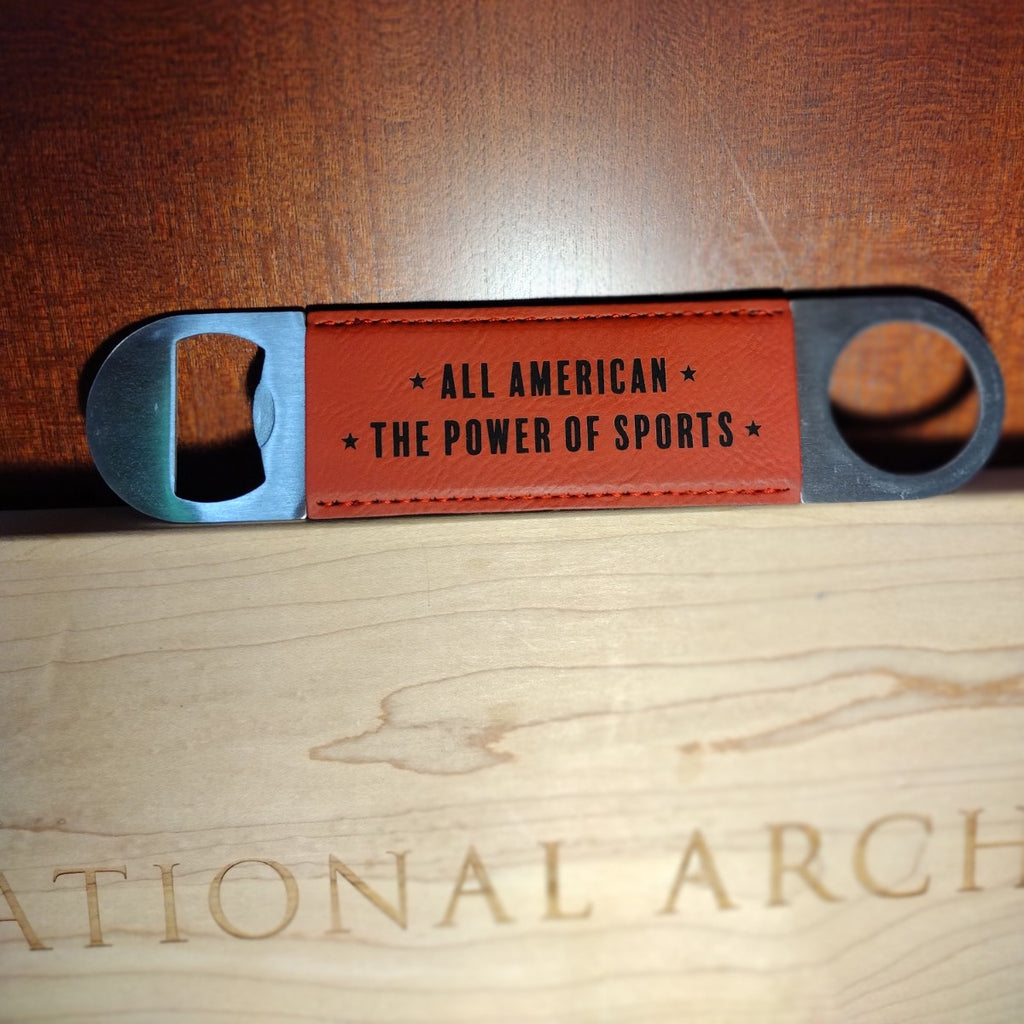 ★ ALL AMERICAN ★
★ THE POWER OF SPORTS ★
ATIONAL ARCH